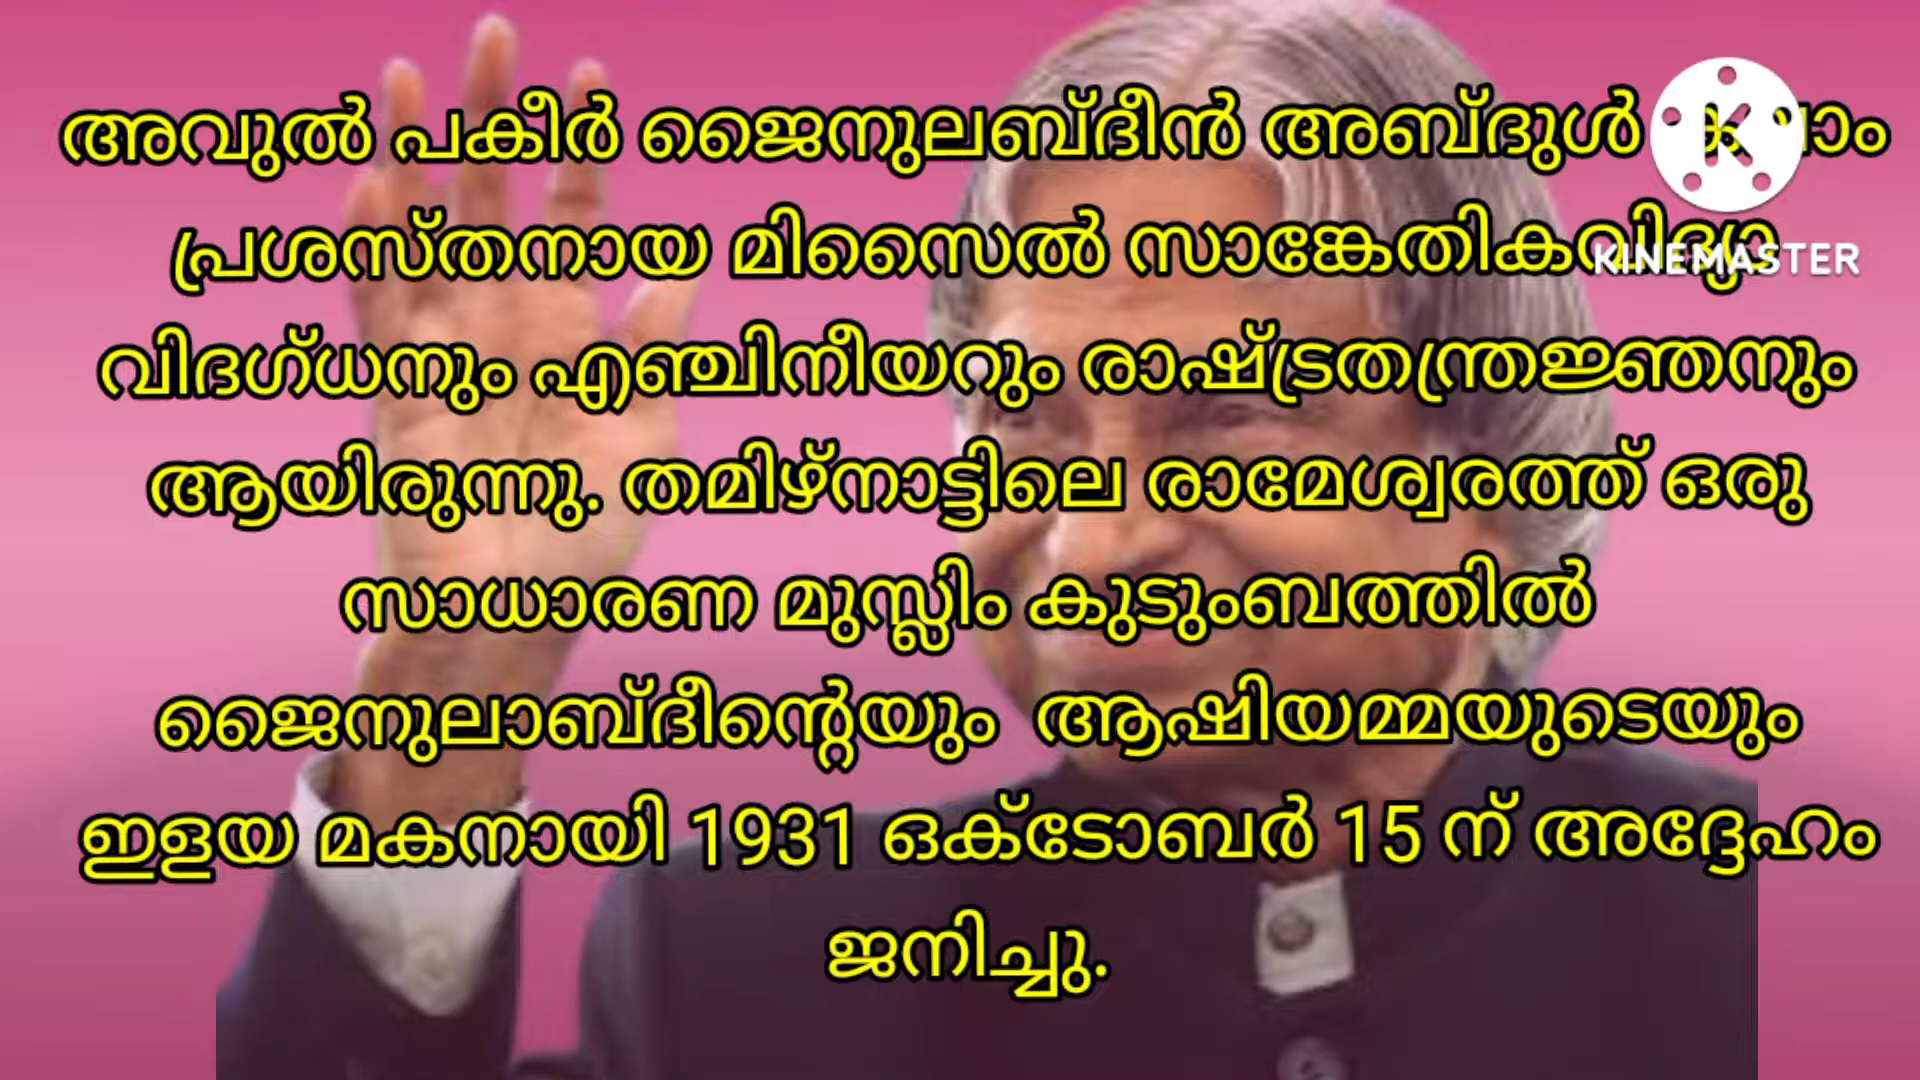 അവുൽ പകീർ ജൈനുലബ്ദീൻ അബ്ദുൾ
പ്രശസ്തനായ മിസൈൽ സാങ്കേതികവിദ്യാ
KINEMASTER
വിദഗ്ധനും എഞ്ചിനീയറും രാഷ്ട്രതന്ത്രജ്ഞനും
ആയിരുന്നു. തമിഴ്നാട്ടിലെ രാമേശ്വരത്ത് ഒരു
സാധാരണ മുസ്ലിം കുടുംബത്തിൽ
ജൈനുലാബ്ദീന്റെയും ആഷിയമ്മയുടെയും
ഇളയ മകനായി 1931 ഒക്ടോബർ 15 ന് അദ്ദേഹം
ജനിച്ചു.